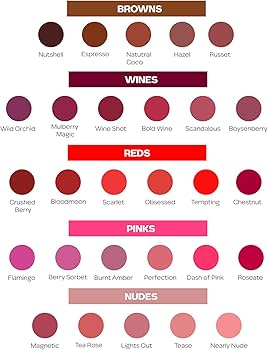 BROWNS
Nutshell Espresso Natutral Hazel Russet
Coco
WINES
Wild Orchid Mulberry Wine Shot Bold Wine Scandalous Boysenberry
Magic
REDS
Crushed Bloodmoon Scarlet Obsessed Tempting Chestnut
Berry
PINKS
Flamingo Berry Sorbet Burnt Amber Perfection Dash of Pink Roseate
NUDES
Magnetic Tea Rose Lights Out Tease Nearly Nude